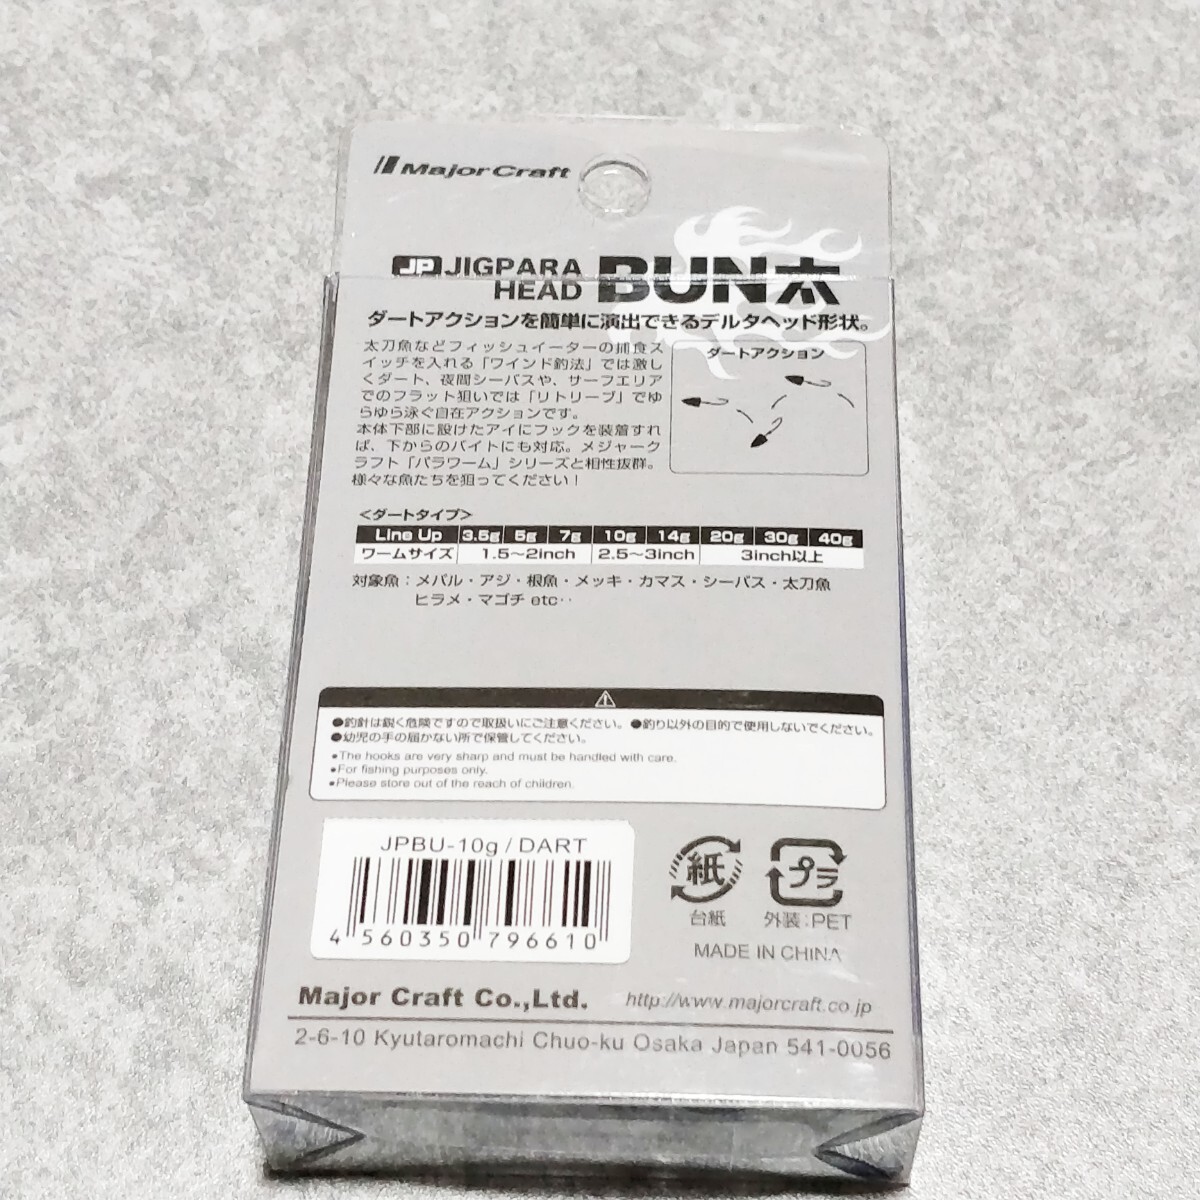 Major Craft
JP JIGPARA HEAD BUN太
ダートアクションを簡単に演出できるデルタヘッド形状。
太刀魚などフィッシュイーターの捕食ス
イッチを入れる「ワインド釣法」では激し
くダート、夜間シーバスや、サーフエリア
でのフラット狙いでは「リトリーブ」でゆ
らゆら泳ぐ自在アクションです。
本体下部に設けたアイにフックを装着すれ
ば、下からのバイトにも対応。メジャーク
ラフト「パラワーム」シリーズと相性抜群。
様々な魚たちを狙ってください！
ダートアクション
＜ダートタイプ＞
Line Up 3.5g 5g 7g 10g 14g 20g 30g 40g
ワームサイズ 1.5～2inch 2.5～3inch 3inch以上
対象魚：メバル・アジ・根魚・メッキ・カマス・シーバス・太刀魚
ヒラメ・マゴチ etc‥
●釣針は鋭く危険ですので取扱いにご注意ください。●釣り以外の目的で使用しないでください。
●幼児の手の届かない所で保管してください。
●The hooks are very sharp and must be handled with care.
●For fishing purposes only.
●Please store out of the reach of children.
JPBU-10g / DART
4 560350 796610
紙 プラ
台紙 外装：PET
MADE IN CHINA
Major Craft Co.,Ltd. http://www.majorcraft.co.jp
2-6-10 Kyutaromachi Chuo-ku Osaka Japan 541-0056